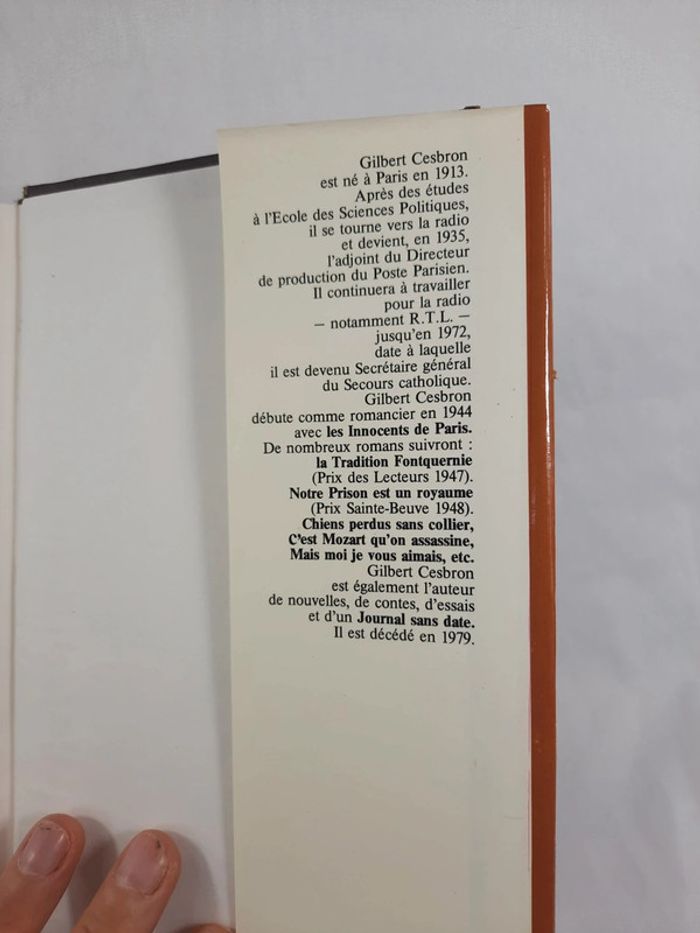 Gilbert Cesbron
est né à Paris en 1913.
Après des études
à l'Ecole des Sciences Politiques,
il se tourne vers la radio
et devient, en 1935,
l'adjoint du Directeur
de production du Poste Parisien.
Il continuera à travailler
pour la radio
— notamment R.T.L. —
jusqu'en 1972,
date à laquelle
il est devenu Secrétaire général
du Secours catholique.
Gilbert Cesbron
débute comme romancier en 1944
avec les Innocents de Paris.
De nombreux romans suivront :
la Tradition Fontquernie
(Prix des Lecteurs 1947).
Notre Prison est un royaume
(Prix Sainte-Beuve 1948).
Chiens perdus sans collier,
C'est Mozart qu'on assassine,
Mais moi je vous aimais, etc.
Gilbert Cesbron
est également l'auteur
de nouvelles, de contes, d'essais
et d'un Journal sans date.
Il est décédé en 1979.